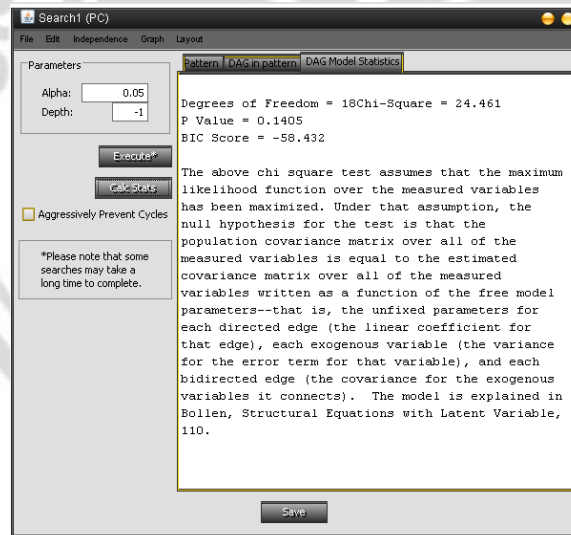 Search1 (PC)
File Edit Independence Graph Layout
Parameters
Alpha: 0.05
Depth: -1
Execute*
Calc Stats
Aggressively Prevent Cycles
*Please note that some
searches may take a
long time to complete.
Pattern DAG in pattern DAG Model Statistics
Degrees of Freedom = 18Chi-Square = 24.461
P Value = 0.1405
BIC Score = -58.432
The above chi square test assumes that the maximum
likelihood function over the measured variables
has been maximized. Under that assumption, the
null hypothesis for the test is that the
population covariance matrix over all of the
measured variables is equal to the estimated
covariance matrix over all of the measured
variables written as a function of the free model
parameters--that is, the unfixed parameters for
each directed edge (the linear coefficient for
that edge), each exogenous variable (the variance
for the error term for that variable), and each
bidirected edge (the covariance for the exogenous
variables it connects). The model is explained in
Bollen, Structural Equations with Latent Variable,
110.
Save